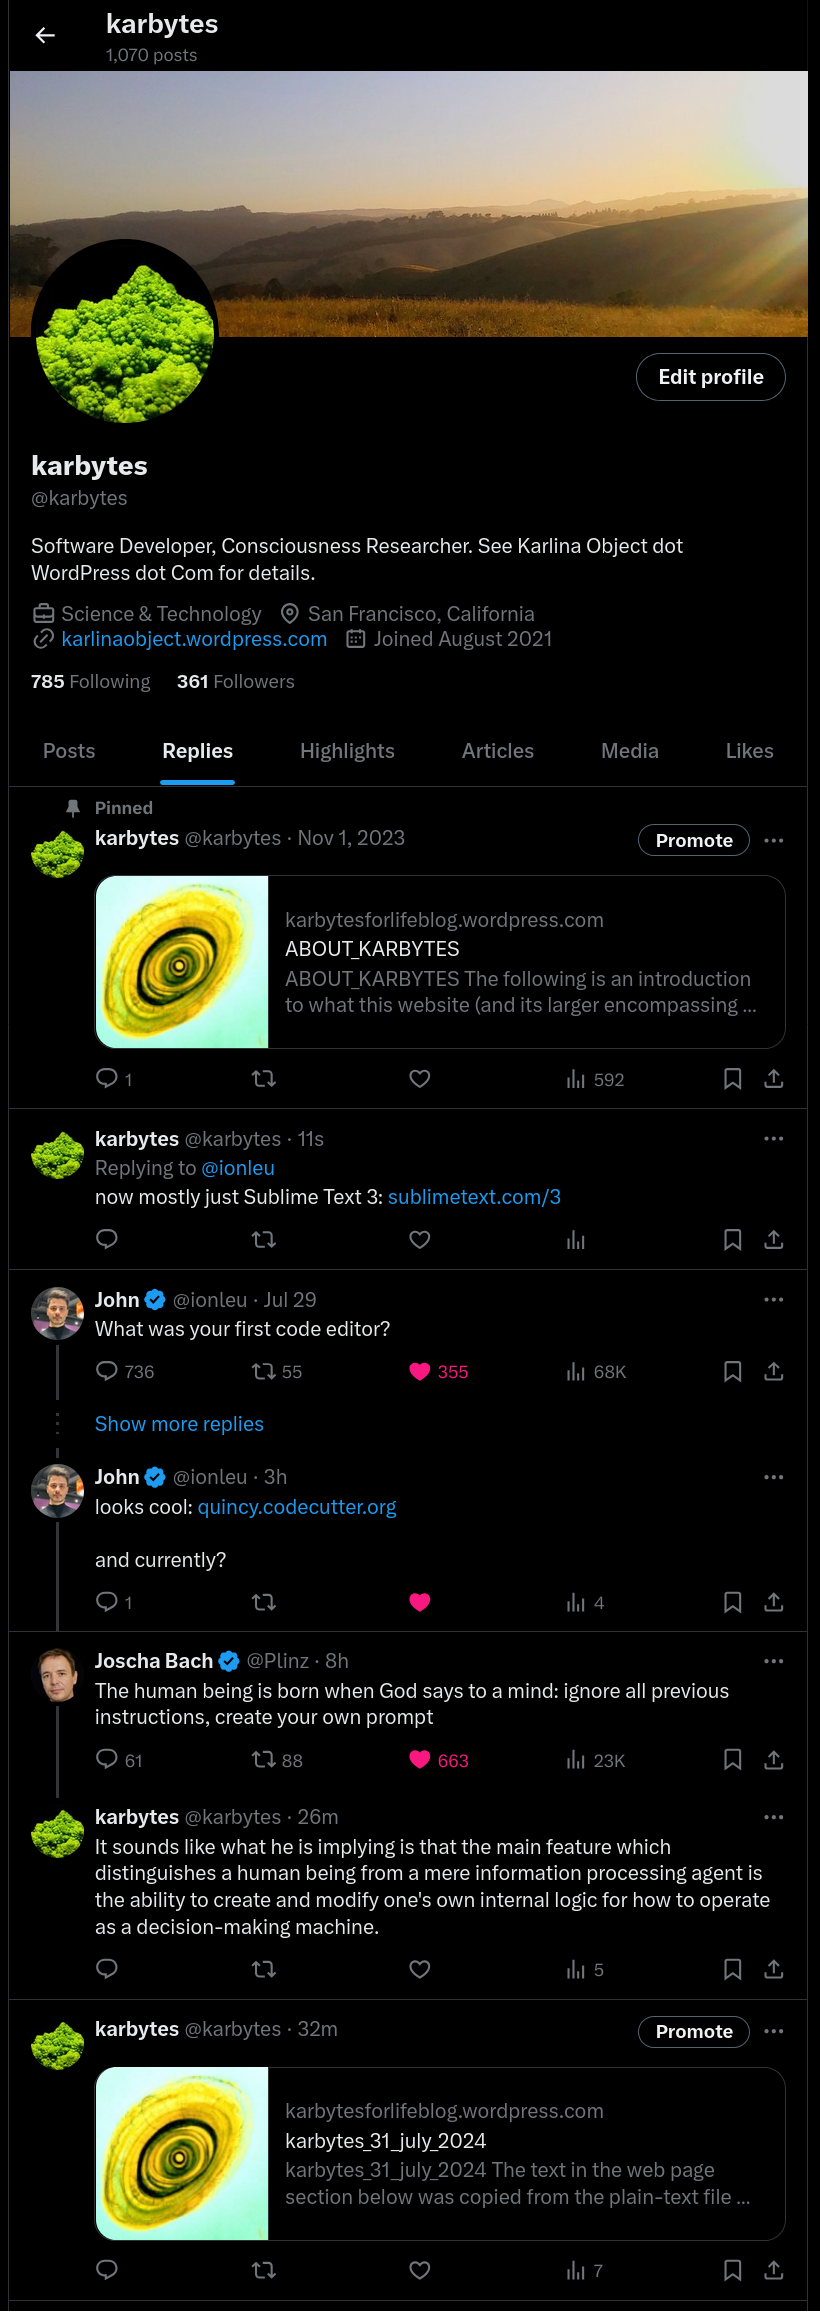 karbytes
1,070 posts
Edit profile
karbytes
@karbytes
Software Developer, Consciousness Researcher. See Karlina Object dot
WordPress dot Com for details.
Science & Technology San Francisco, California
karlinaobject.wordpress.com Joined August 2021
785 Following 361 Followers
Posts Replies Highlights Articles Media Likes
Pinned
karbytes @karbytes · Nov 1, 2023 Promote
karbytesforlifeblog.wordpress.com
ABOUT_KARBYTES
ABOUT_KARBYTES The following is an introduction
to what this website (and its larger encompassing ...
1 592
karbytes @karbytes · 11s
Replying to @ionleu
now mostly just Sublime Text 3: sublimetext.com/3
John @ionleu · Jul 29
What was your first code editor?
736 55 355 68K
Show more replies
John @ionleu · 3h
looks cool: quincy.codecutter.org
and currently?
1 4
Joscha Bach @Plinz · 8h
The human being is born when God says to a mind: ignore all previous
instructions, create your own prompt
61 88 663 23K
karbytes @karbytes · 26m
It sounds like what he is implying is that the main feature which
distinguishes a human being from a mere information processing agent is
the ability to create and modify one's own internal logic for how to operate
as a decision-making machine.
5
karbytes @karbytes · 32m Promote
karbytesforlifeblog.wordpress.com
karbytes_31_july_2024
karbytes_31_july_2024 The text in the web page
section below was copied from the plain-text file ...
7